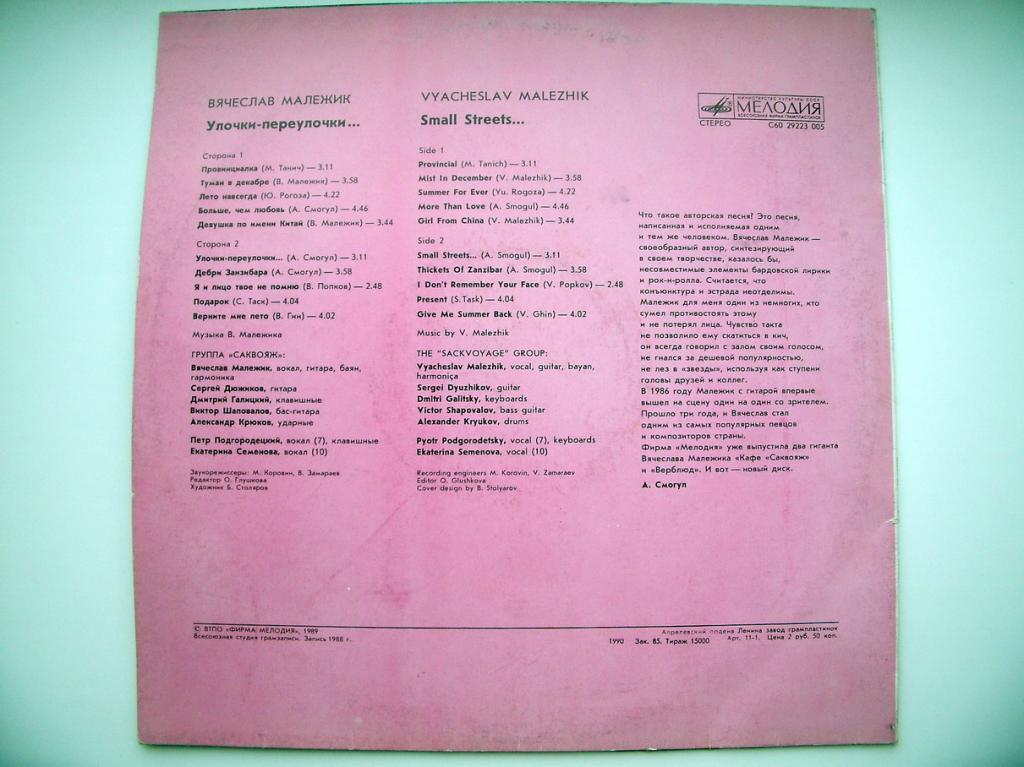 ВЯЧЕСЛАВ МАЛЕЖИК
Улочки-переулочки...
Сторона 1
Провинциалка (М. Танич) — 3.11
Туман в декабре (В. Малежик) — 3.58
Лето навсегда (Ю. Рогоза) — 4.22
Больше, чем любовь (А. Смогул) — 4.46
Девушка по имени Китай (В. Малежик) — 3.44
Сторона 2
Улочки-переулочки... (А. Смогул) — 3.11
Дебри Занзибара (А. Смогул) — 3.58
Я и лицо твое не помню (В. Попков) — 2.48
Подарок (С. Таск) — 4.04
Верните мне лето (В. Гин) — 4.02
Музыка В. Малежика
ГРУППА «САКВОЯЖ»:
Вячеслав Малежик, вокал, гитара, баян,
гармоника
Сергей Дюжиков, гитара
Дмитрий Галицкий, клавишные
Виктор Шаповалов, бас-гитара
Александр Крюков, ударные
Петр Подгородецкий, вокал (7), клавишные
Екатерина Семенова, вокал (10)
Звукорежиссеры: М. Коровин, В. Замараев
Редактор О. Глушкова
Художник Б. Столяров
VYACHESLAV MALEZHIK
Small Streets...
Side 1
Provincial (M. Tanich) — 3.11
Mist In December (V. Malezhik) — 3.58
Summer For Ever (Yu. Rogoza) — 4.22
More Than Love (A. Smogul) — 4.46
Girl From China (V. Malezhik) — 3.44
Side 2
Small Streets... (A. Smogul) — 3.11
Thickets Of Zanzibar (A. Smogul) — 3.58
I Don't Remember Your Face (V. Popkov) — 2.48
Present (S. Task) — 4.04
Give Me Summer Back (V. Ghin) — 4.02
Music by V. Malezhik
THE "SACKVOYAGE" GROUP:
Vyacheslav Malezhik, vocal, guitar, bayan,
harmonica
Sergei Dyuzhikov, guitar
Dmitri Galitsky, keyboards
Victor Shapovalov, bass guitar
Alexander Kryukov, drums
Pyotr Podgorodetsky, vocal (7), keyboards
Ekaterina Semenova, vocal (10)
Recording engineers M. Korovin, V. Zamaraev
Editor O. Glushkova
Cover design by B. Stolyarov
МИНИСТЕРСТВО КУЛЬТУРЫ СССР
МЕЛОДИЯ
ВСЕСОЮЗНАЯ ФИРМА ГРАМПЛАСТИНОК
СТЕРЕО С60 29223 005
Что такое авторская песня? Это песня,
написанная и исполняемая одним
и тем же человеком. Вячеслав Малежик —
своеобразный автор, синтезирующий
в своем творчестве, казалось бы,
несовместимые элементы бардовской лирики
и рок-н-ролла. Считается, что
конъюнктура и эстрада неотделимы.
Малежик для меня один из немногих, кто
сумел противостоять этому
и не потерял лица. Чувство такта
не позволило ему скатиться в кич,
он всегда говорил с залом своим голосом,
не гнался за дешевой популярностью,
не лез в «звезды», используя как ступени
головы друзей и коллег.
В 1986 году Малежик с гитарой впервые
вышел на сцену один на один со зрителем.
Прошло три года, и Вячеслав стал
одним из самых популярных певцов
и композиторов страны.
Фирма «Мелодия» уже выпустила два гиганта
Вячеслава Малежика «Кафе «Саквояж»
и «Верблюд». И вот — новый диск.
А. Смогул
© ВТПО «ФИРМА МЕЛОДИЯ», 1989
Всесоюзная студия грамзаписи. Запись 1988 г.
Апрелевский ордена Ленина завод грампластинок
1990 Зак. 85. Тираж 15000 Арт. 11-1. Цена 2 руб. 50 коп.